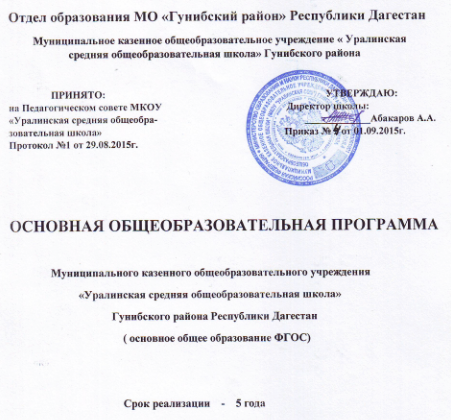 Отдел образования МО «Гунибский район» Республики Дагестан
Муниципальное казенное общеобразовательное учреждение « Уралинская
средняя общеобразовательная школа» Гунибского района
ПРИНЯТО:
на Педагогическом совете МКОУ
«Уралинская средняя общеобра-
зовательная школа»
Протокол №1 от 29.08.2015г.
УТВЕРЖДАЮ:
Директор школы:
Абакаров А.А.
Приказ № от 01.09.2015г.
ОСНОВНАЯ ОБЩЕОБРАЗОВАТЕЛЬНАЯ ПРОГРАММА
Муниципального казенного общеобразовательного учреждения
«Уралинская средняя общеобразовательная школа»
Гунибского района Республики Дагестан
( основное общее образование ФГОС)
Срок реализации - 5 года